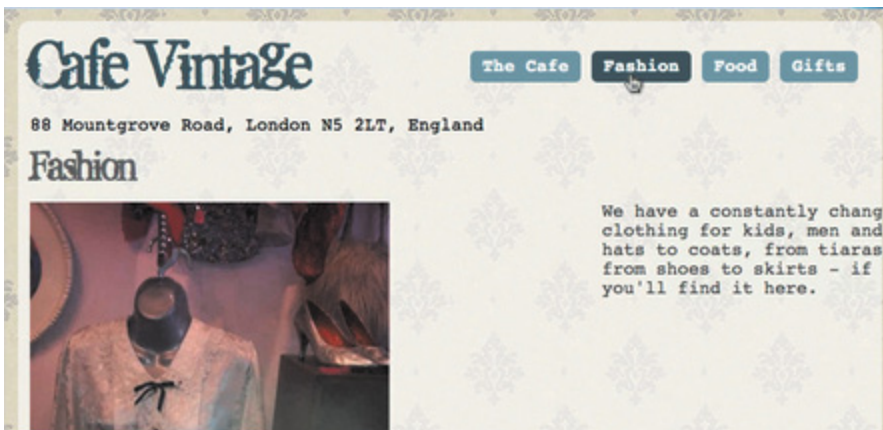 Cafe Vintage
The Cafe
Fashion
Food
Gifts
88 Mountgrove Road, London N5 2LT, England
Fashion
We have a constantly chang
clothing for kids, men and
hats to coats, from tiaras
from shoes to skirts - if
you'll find it here.